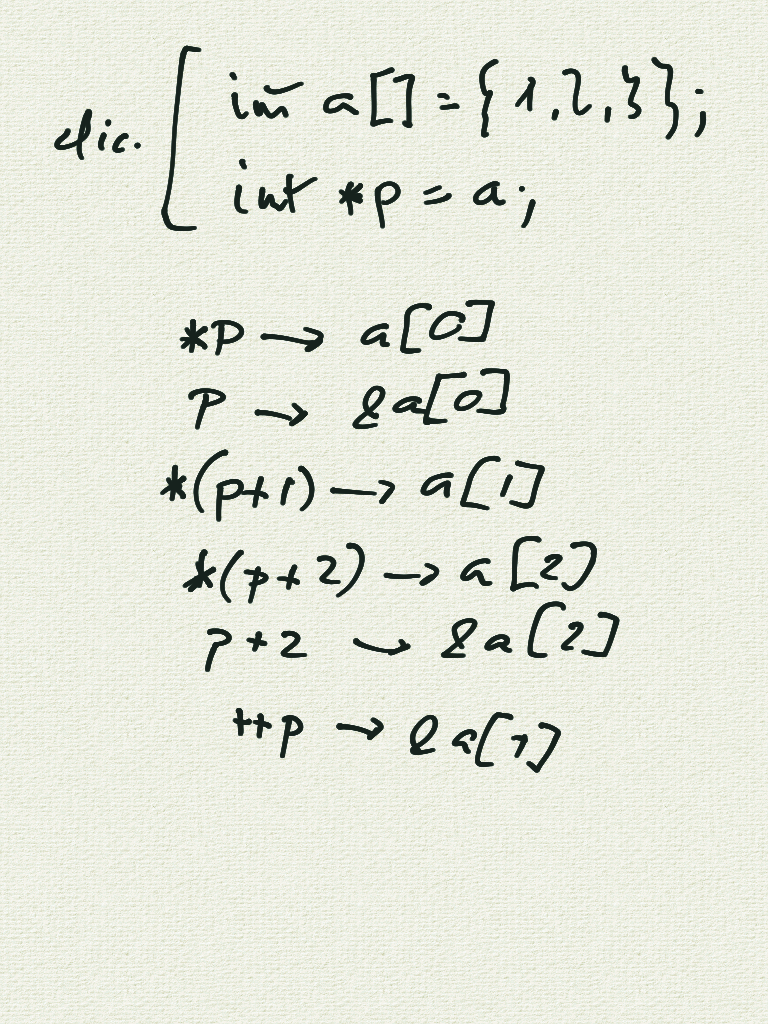 dic. [ int a[] = {1,2,3};
int *p = a;
*p → a[0]
p → &a[0]
*(p+1) → a[1]
*(p+2) → a[2]
p+2 → &a[2]
++p → &a[1]